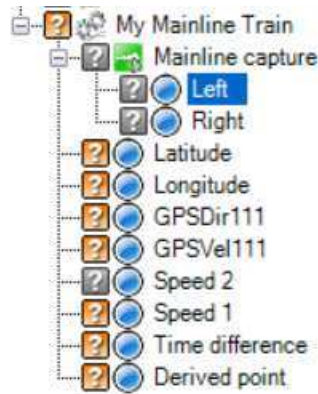 My Mainline Train
Mainline capture
Left
Right
Latitude
Longitude
GPSDir111
GPSVel111
Speed 2
Speed 1
Time difference
Derived point